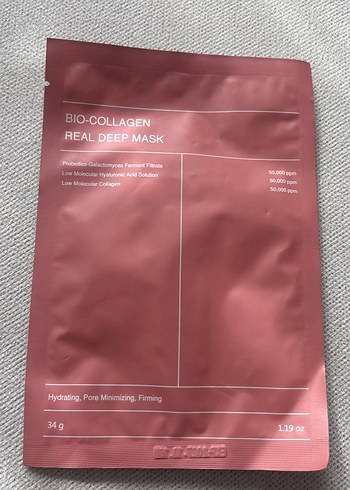 BIO-COLLAGEN
REAL DEEP MASK
Probiotics-Galactomyces Ferment Filtrate 50,000 ppm
Low Molecular Hyaluronic Acid Solution 50,000 ppm
Low Molecular Collagen 50,000 ppm
Hydrating, Pore Minimizing, Firming
34 g 1.19 oz